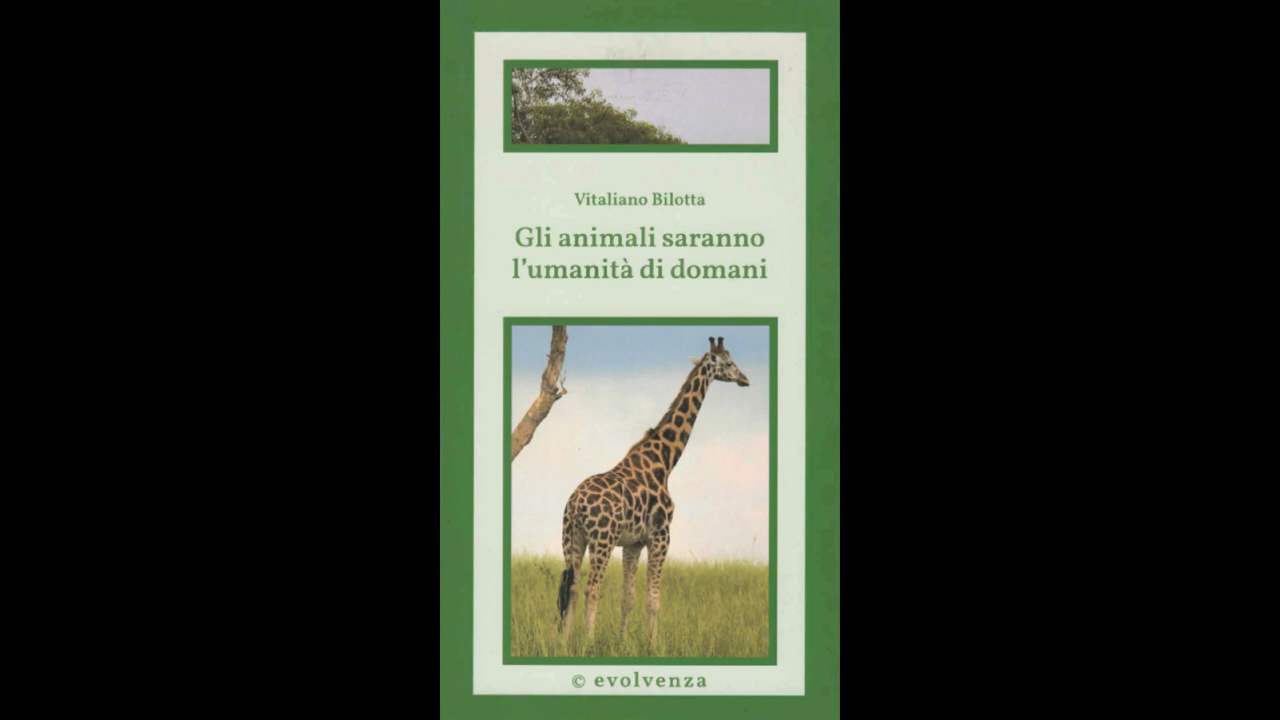 Vitaliano Bilotta
Gli animali saranno
l'umanità di domani
© evolvenza